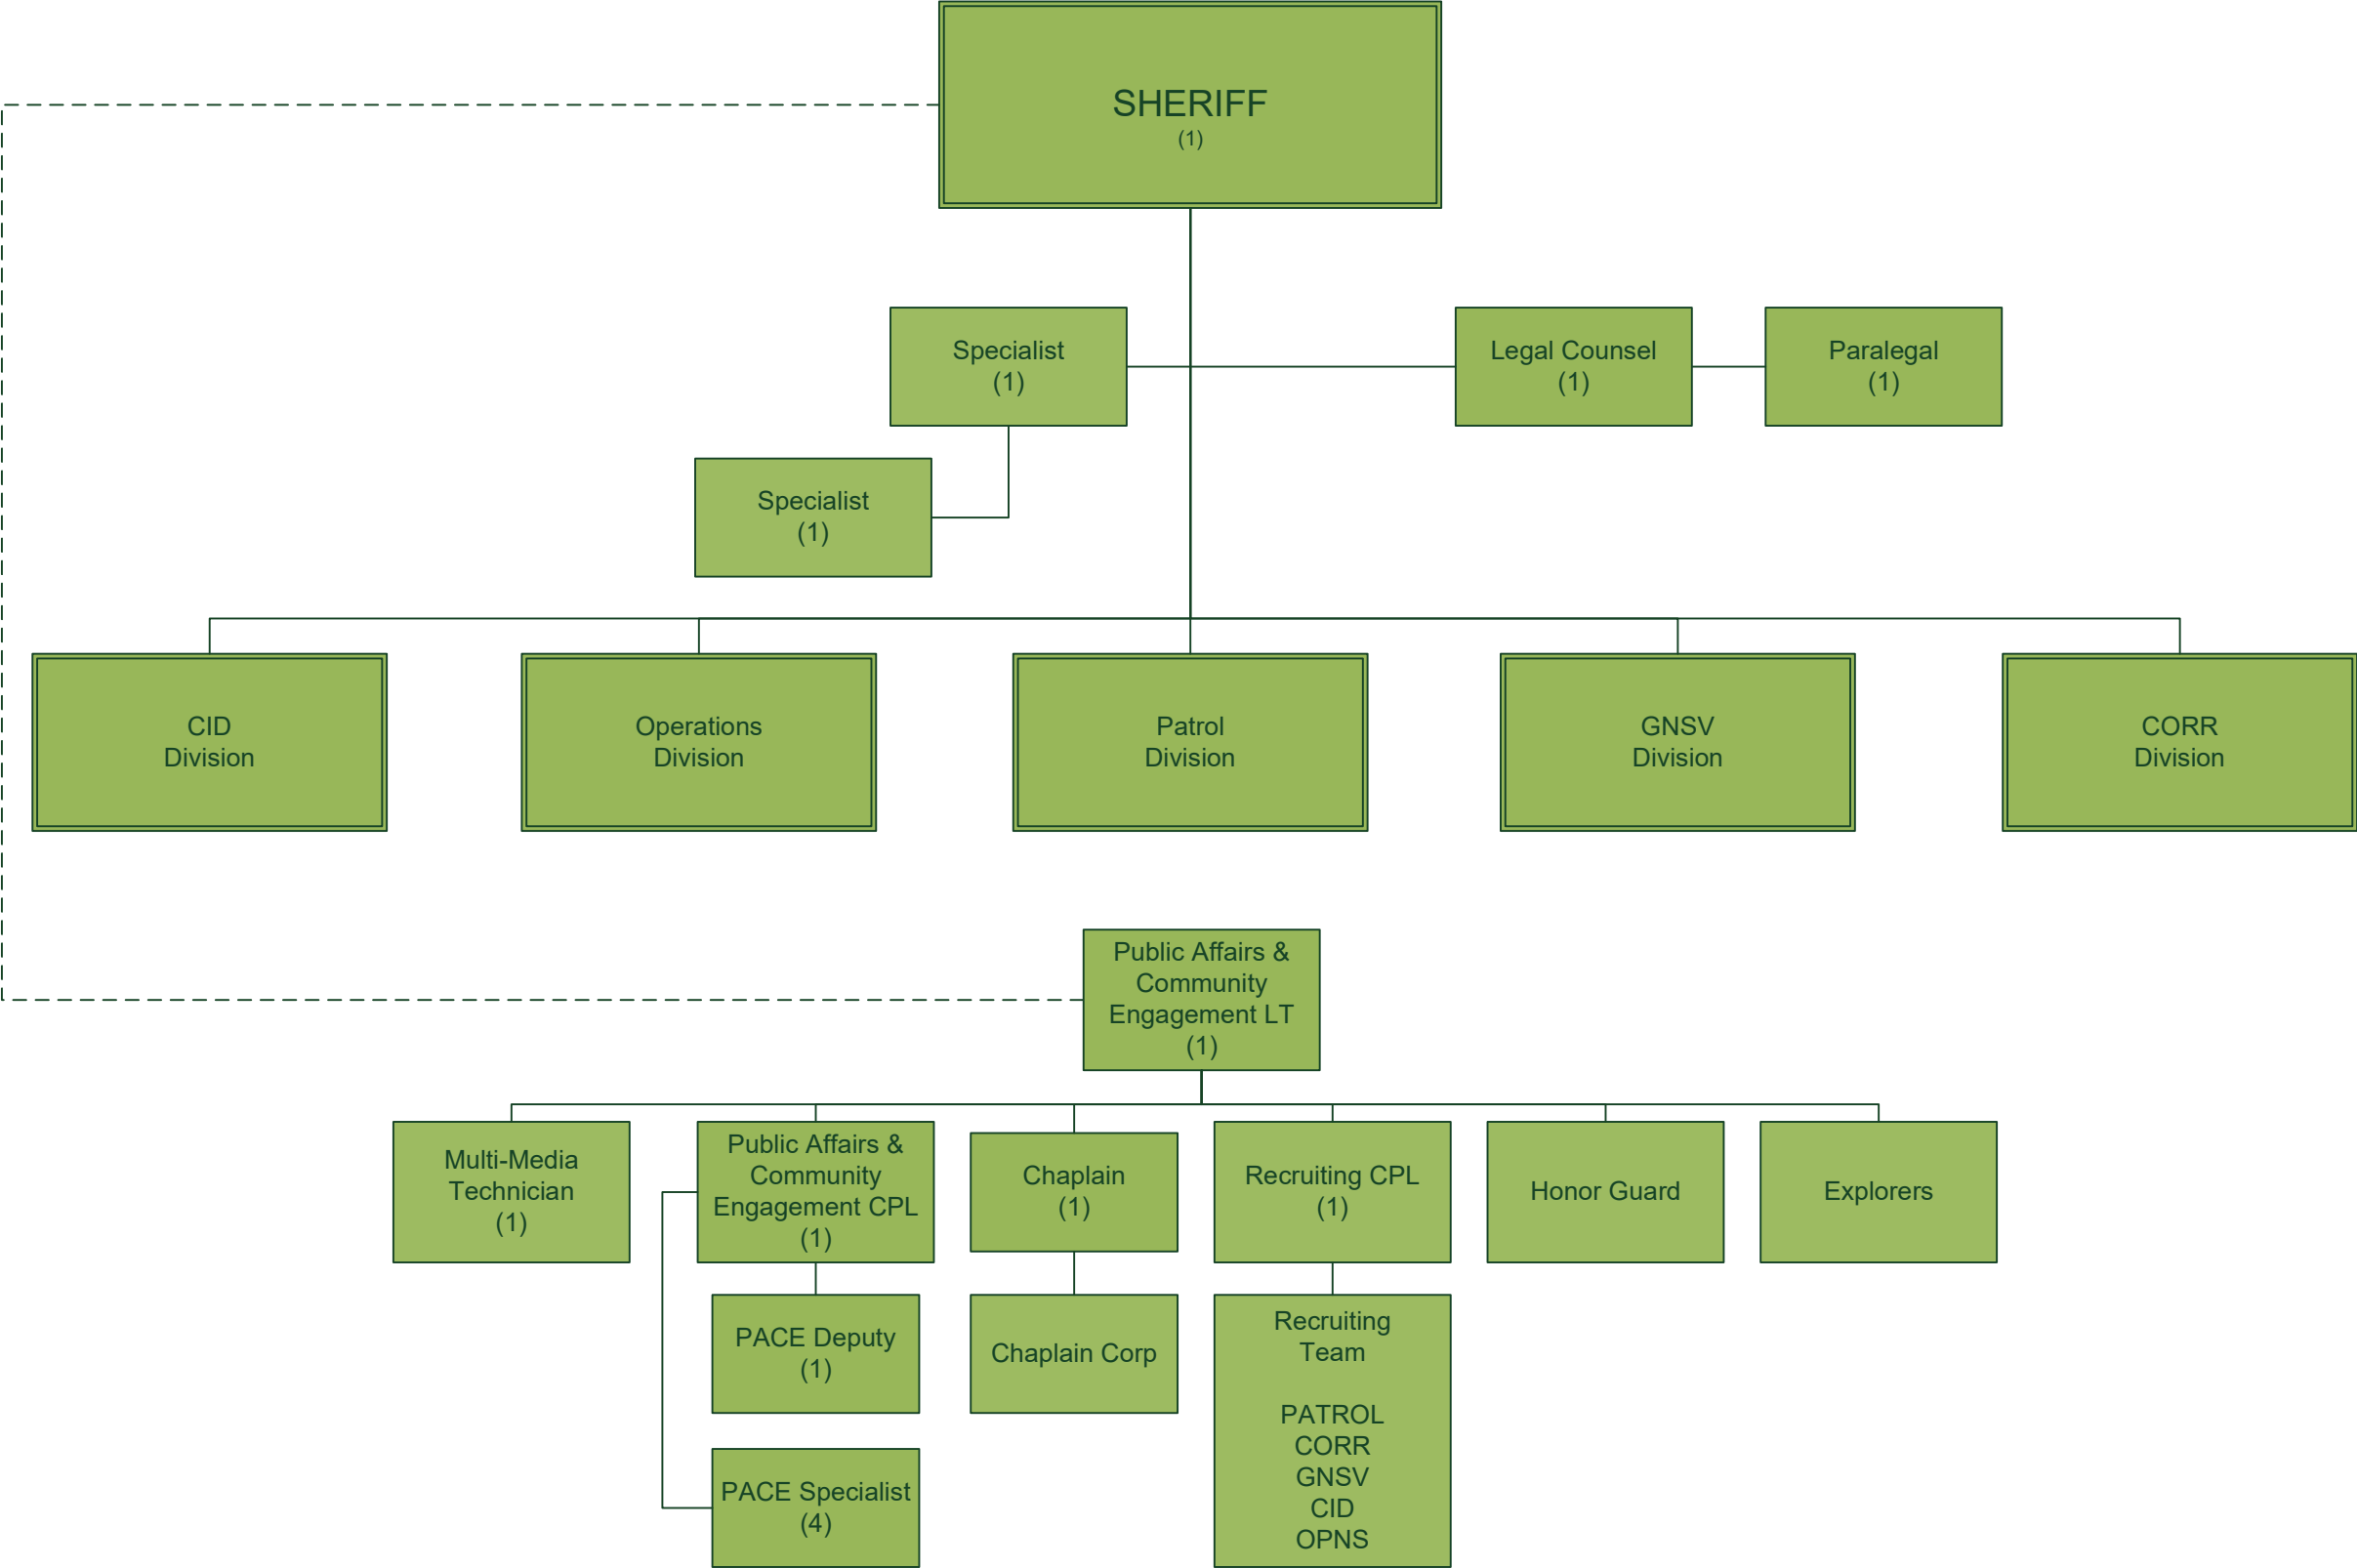 SHERIFF
(1)
Specialist
(1)
Legal Counsel
(1)
Paralegal
(1)
Specialist
(1)
CID
Division
Operations
Division
Patrol
Division
GNSV
Division
CORR
Division
Public Affairs &
Community
Engagement LT
(1)
Multi-Media
Technician
(1)
Public Affairs &
Community
Engagement CPL
(1)
Chaplain
(1)
Recruiting CPL
(1)
Honor Guard
Explorers
PACE Deputy
(1)
Chaplain Corp
Recruiting
Team
PATROL
CORR
GNSV
CID
OPNS
PACE Specialist
(4)